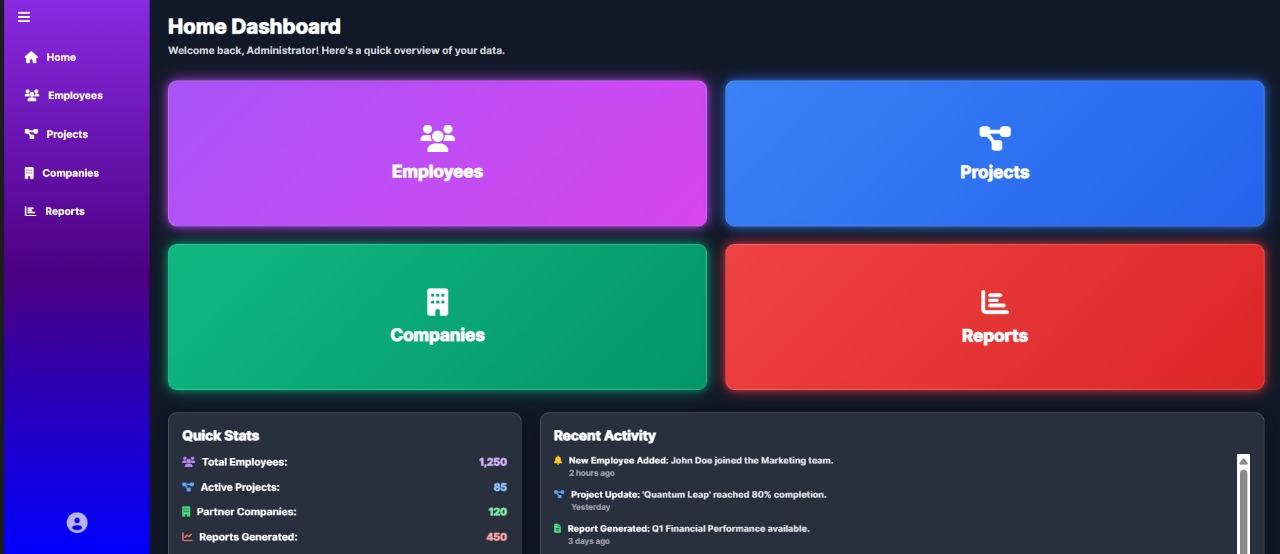 Home Dashboard
Welcome back, Administrator! Here's a quick overview of your data.
Home
Employees
Projects
Companies
Reports
Employees
Projects
Companies
Reports
Quick Stats
Total Employees: 1,250
Active Projects: 85
Partner Companies: 120
Reports Generated: 450
Recent Activity
New Employee Added: John Doe joined the Marketing team.
2 hours ago
Project Update: 'Quantum Leap' reached 80% completion.
Yesterday
Report Generated: Q1 Financial Performance available.
3 days ago